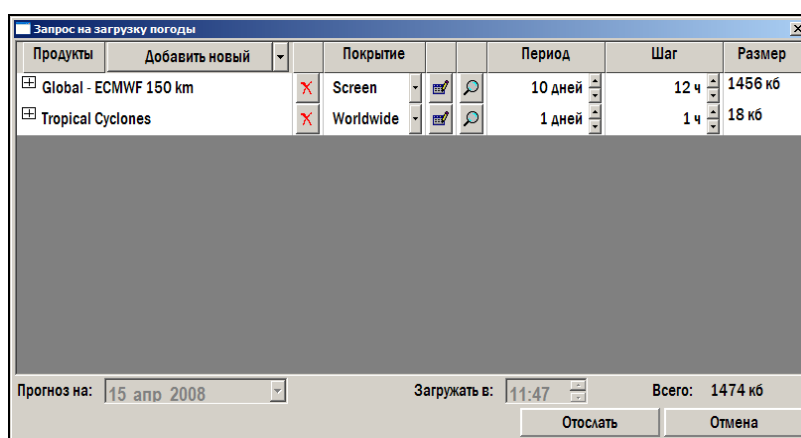 Запрос на загрузку погоды
Продукты Добавить новый Покрытие Период Шаг Размер
Global - ECMWF 150 km Screen 10 дней 12 ч 1456 кб
Tropical Cyclones Worldwide 1 дней 1 ч 18 кб
Прогноз на: 15 апр 2008 Загружать в: 11:47 Всего: 1474 кб
Отослать Отмена